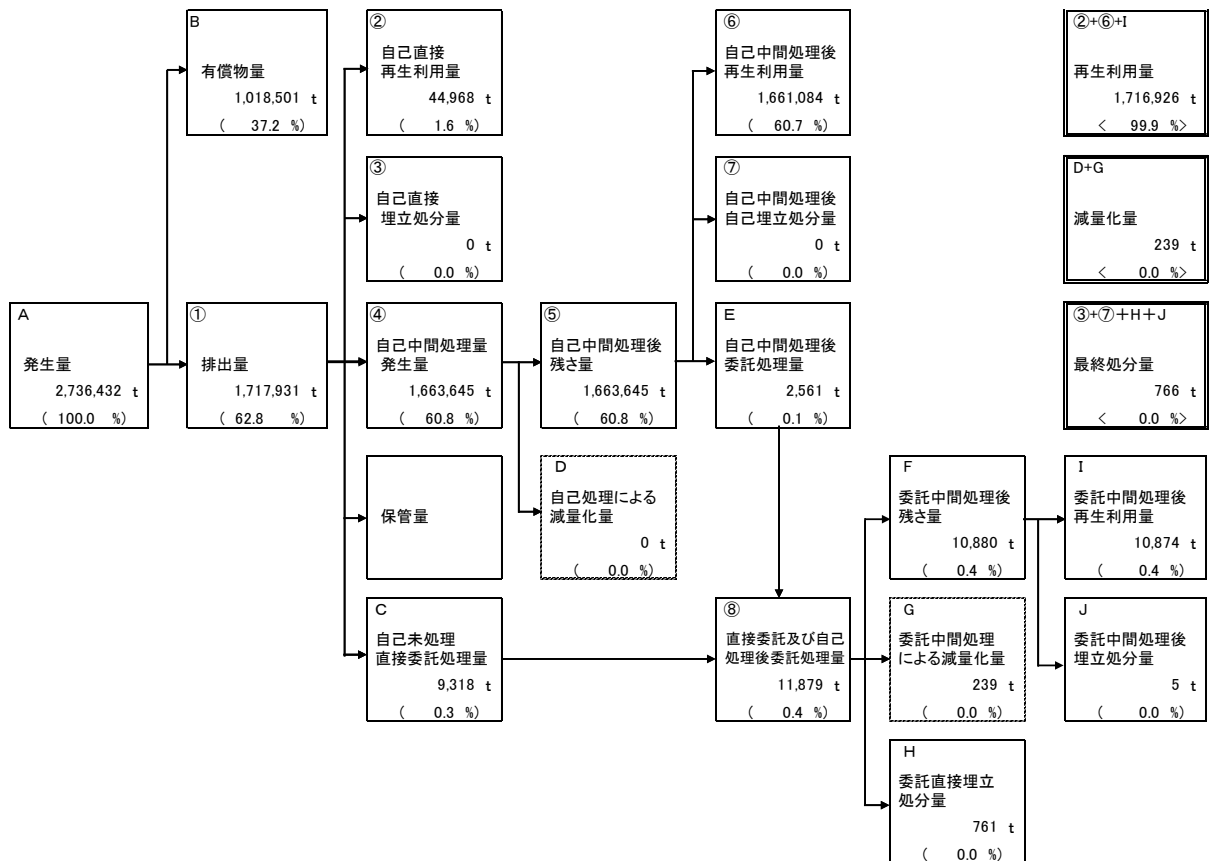 B
有償物量
1,018,501 t
( 37.2 %)
②
自己直接
再生利用量
44,968 t
( 1.6 %)
⑥
自己中間処理後
再生利用量
1,661,084 t
( 60.7 %)
②+⑥+I
再生利用量
1,716,926 t
< 99.9 %>
③
自己直接
埋立処分量
0 t
( 0.0 %)
⑦
自己中間処理後
自己埋立処分量
0 t
( 0.0 %)
D+G
減量化量
239 t
< 0.0 %>
A
発生量
2,736,432 t
( 100.0 %)
①
排出量
1,717,931 t
( 62.8 %)
④
自己中間処理量
発生量
1,663,645 t
( 60.8 %)
⑤
自己中間処理後
残さ量
1,663,645 t
( 60.8 %)
E
自己中間処理後
委託処理量
2,561 t
( 0.1 %)
③+⑦+H+J
最終処分量
766 t
< 0.0 %>
保管量
D
自己処理による
減量化量
0 t
( 0.0 %)
F
委託中間処理後
残さ量
10,880 t
( 0.4 %)
I
委託中間処理後
再生利用量
10,874 t
( 0.4 %)
C
自己未処理
直接委託処理量
9,318 t
( 0.3 %)
⑧
直接委託及び自己
処理後委託処理量
11,879 t
( 0.4 %)
G
委託中間処理
による減量化量
239 t
( 0.0 %)
J
委託中間処理後
埋立処分量
5 t
( 0.0 %)
H
委託直接埋立
処分量
761 t
( 0.0 %)